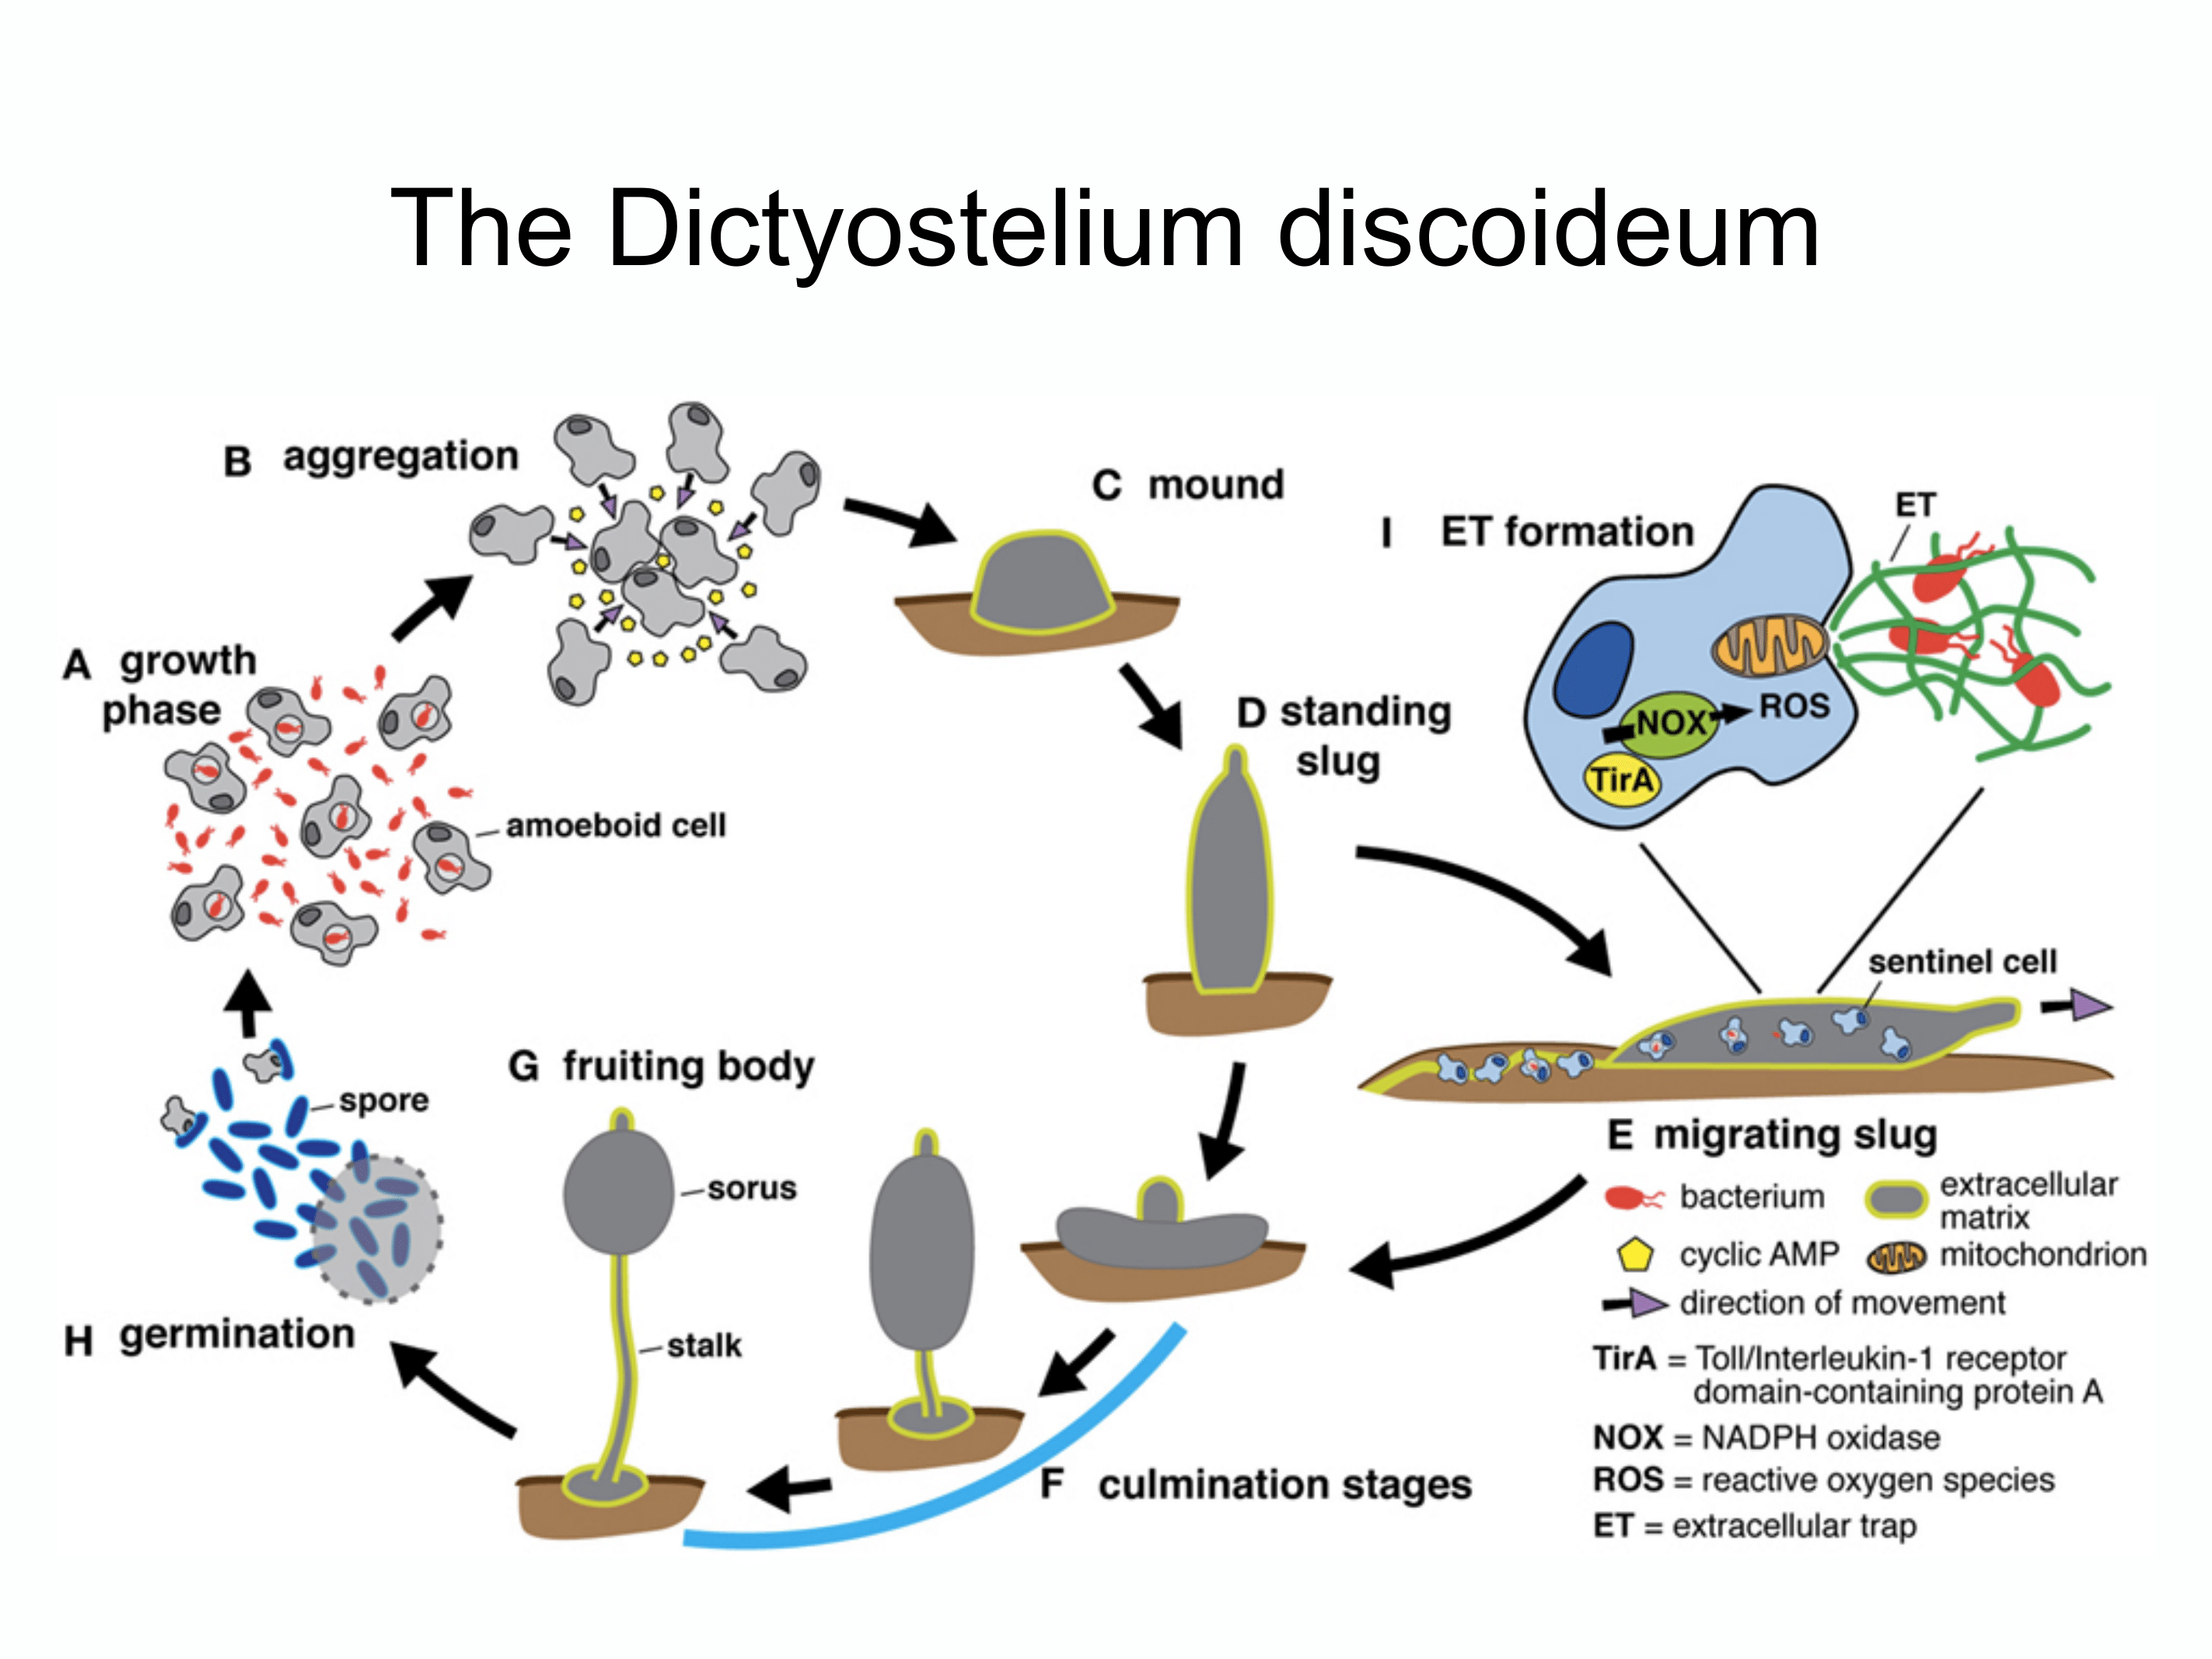 The Dictyostelium discoideum
B aggregation
C mound
I ET formation
ET
A growth
phase
D standing
slug
NOX
ROS
TirA
amoeboid cell
sentinel cell
G fruiting body
spore
E migrating slug
sorus
bacterium
extracellular
matrix
cyclic AMP
mitochondrion
direction of movement
H germination
stalk
TirA = Toll/Interleukin-1 receptor
domain-containing protein A
NOX = NADPH oxidase
F culmination stages
ROS = reactive oxygen species
ET = extracellular trap